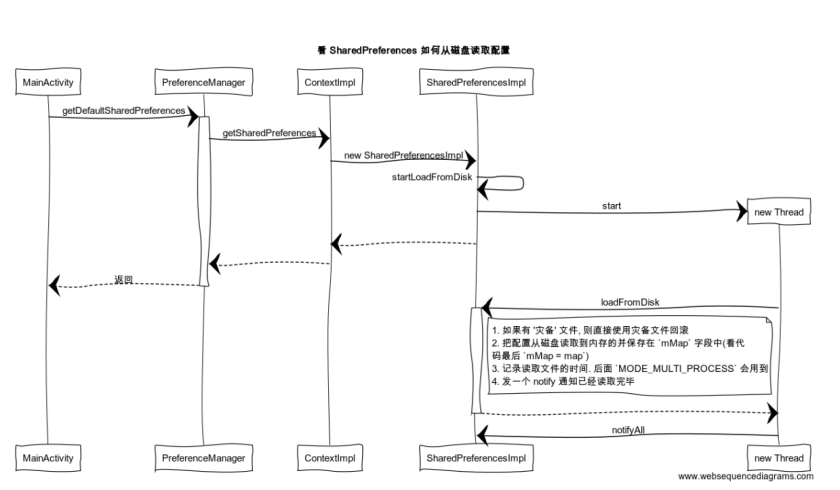 看 SharedPreferences 如何从磁盘读取配置
MainActivity
PreferenceManager
ContextImpl
SharedPreferencesImpl
getDefaultSharedPreferences
getSharedPreferences
new SharedPreferencesImpl
startLoadFromDisk
start
new Thread
返回
loadFromDisk
1. 如果有 '灾备' 文件, 则直接使用灾备文件回滚
2. 把配置从磁盘读取到内存的并保存在 `mMap` 字段中(看代
码最后 `mMap = map`)
3. 记录读取文件的时间. 后面 `MODE_MULTI_PROCESS` 会用到
4. 发一个 notify 通知已经读取完毕
notifyAll
MainActivity
PreferenceManager
ContextImpl
SharedPreferencesImpl
new Thread
www.websequencediagrams.com